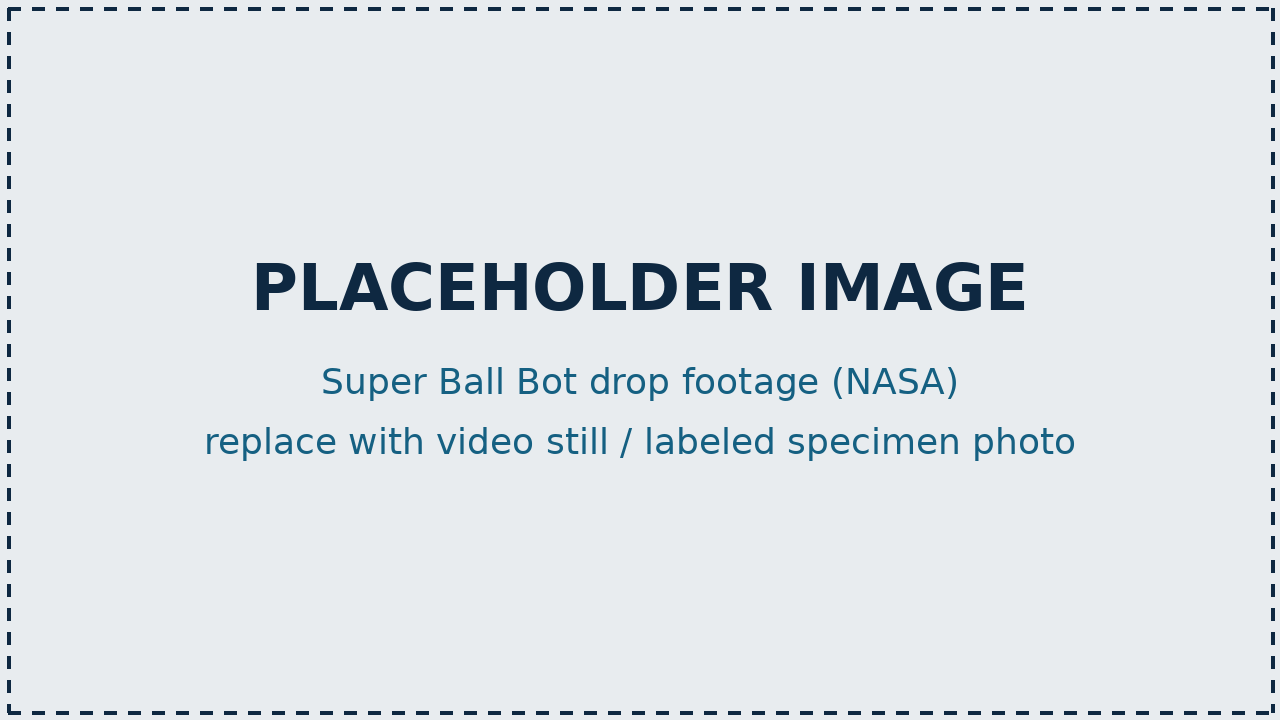 PLACEHOLDER IMAGE
Super Ball Bot drop footage (NASA)
replace with video still / labeled specimen photo